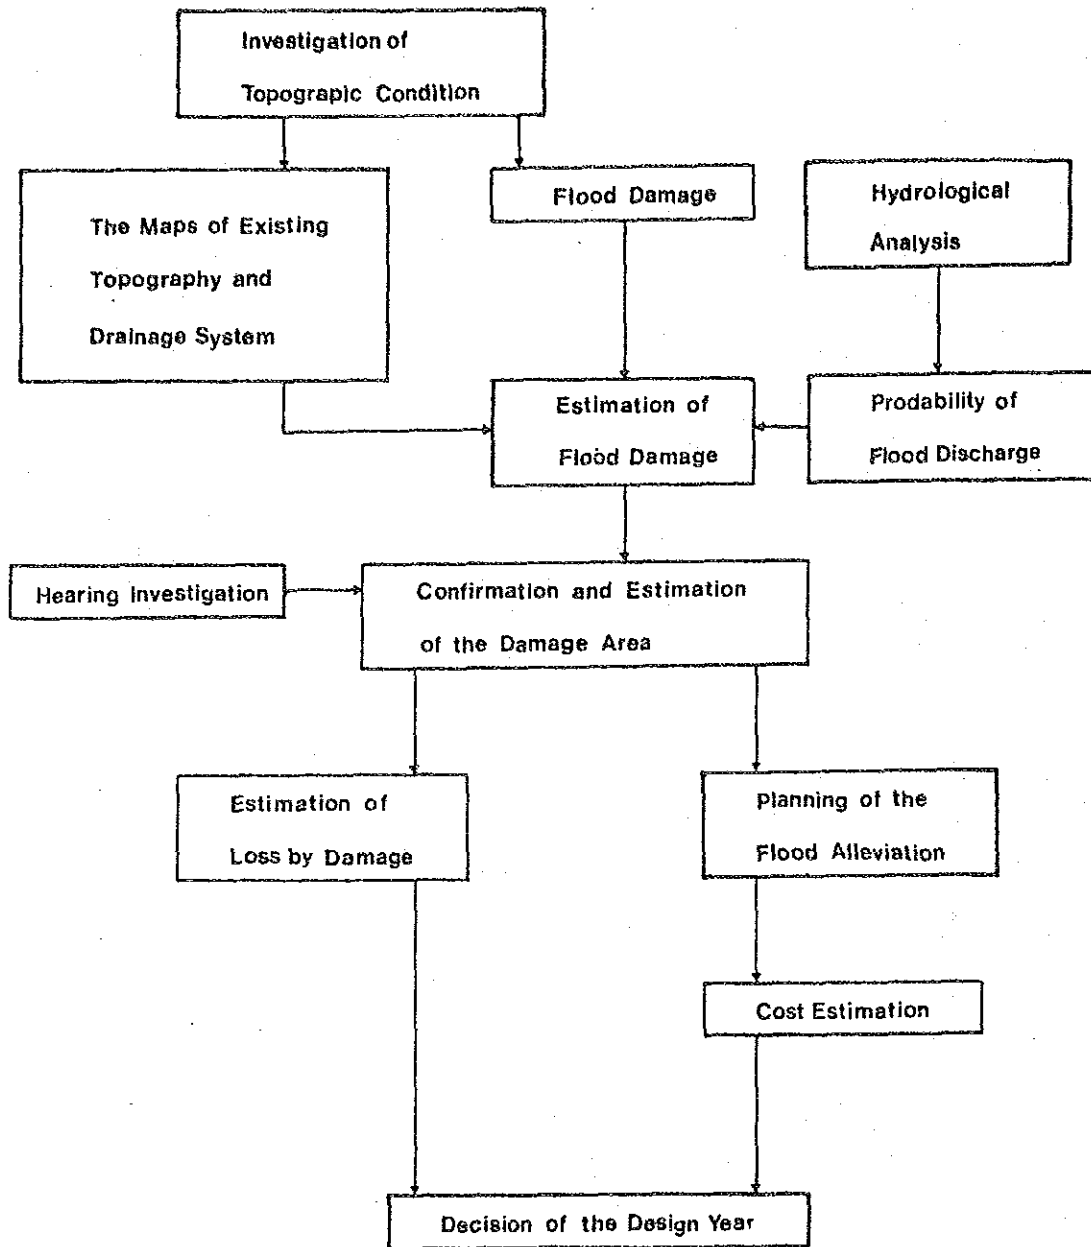 Investigation of
Topograpic Condition
The Maps of Existing
Topography and
Drainage System
Flood Damage
Hydrological
Analysis
Estimation of
Flood Damage
Prodability of
Flood Discharge
Hearing Investigation
Confirmation and Estimation
of the Damage Area
Estimation of
Loss by Damage
Planning of the
Flood Alleviation
Cost Estimation
Decision of the Design Year